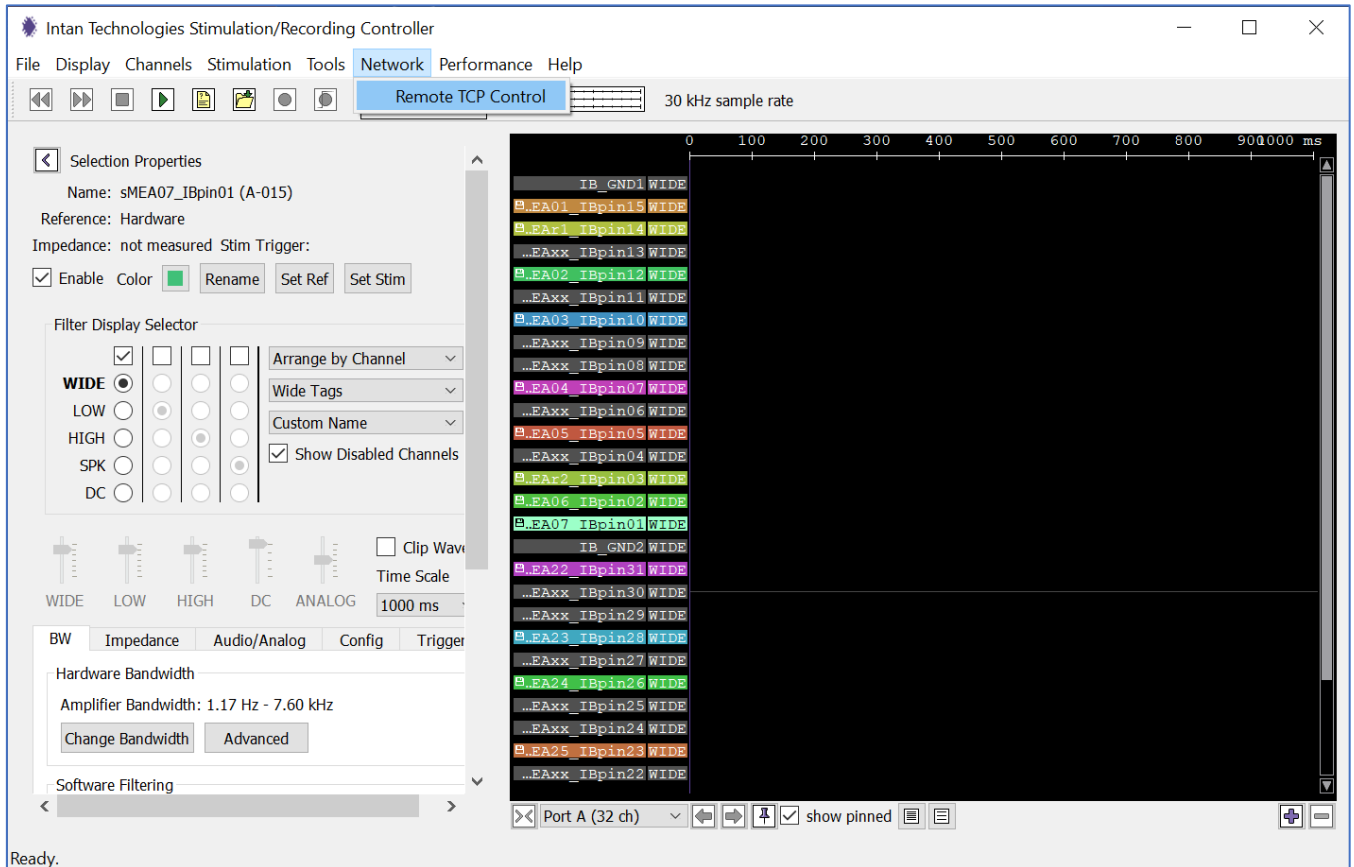 Intan Technologies Stimulation/Recording Controller
File Display Channels Stimulation Tools Network Performance Help
Remote TCP Control
30 kHz sample rate
Selection Properties
Name: sMEA07_IBpin01 (A-015)
Reference: Hardware
Impedance: not measured Stim Trigger:
Enable Color Rename Set Ref Set Stim
Filter Display Selector
Arrange by Channel
WIDE
Wide Tags
LOW
Custom Name
HIGH
Show Disabled Channels
SPK
DC
Clip Wave
Time Scale
WIDE LOW HIGH DC ANALOG
1000 ms
BW Impedance Audio/Analog Config Trigger
Hardware Bandwidth
Amplifier Bandwidth: 1.17 Hz - 7.60 kHz
Change Bandwidth Advanced
Software Filtering
0 100 200 300 400 500 600 700 800 900 1000 ms
IB_GND1 WIDE
..EA01_IBpin15 WIDE
..EAr1_IBpin14 WIDE
...EAxx_IBpin13 WIDE
..EA02_IBpin12 WIDE
...EAxx_IBpin11 WIDE
..EA03_IBpin10 WIDE
...EAxx_IBpin09 WIDE
...EAxx_IBpin08 WIDE
..EA04_IBpin07 WIDE
...EAxx_IBpin06 WIDE
..EA05_IBpin05 WIDE
...EAxx_IBpin04 WIDE
..EAr2_IBpin03 WIDE
..EA06_IBpin02 WIDE
..EA07_IBpin01 WIDE
IB_GND2 WIDE
..EA22_IBpin31 WIDE
...EAxx_IBpin30 WIDE
...EAxx_IBpin29 WIDE
..EA23_IBpin28 WIDE
...EAxx_IBpin27 WIDE
..EA24_IBpin26 WIDE
...EAxx_IBpin25 WIDE
...EAxx_IBpin24 WIDE
..EA25_IBpin23 WIDE
...EAxx_IBpin22 WIDE
Port A (32 ch) show pinned
Ready.